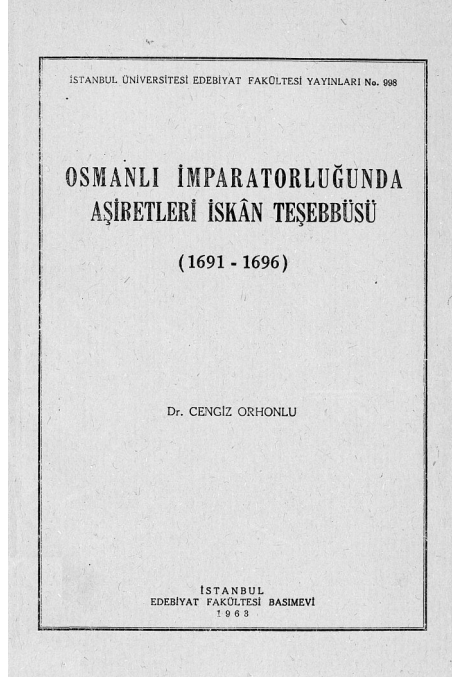 İSTANBUL ÜNİVERSİTESİ EDEBİYAT FAKÜLTESİ YAYINLARI No. 998
OSMANLI İMPARATORLUĞUNDA
AŞİRETLERİ İSKÂN TEŞEBBÜSÜ
(1691 - 1696)
Dr. CENGİZ ORHONLU
İSTANBUL
EDEBİYAT FAKÜLTESİ BASIMEVİ
1963